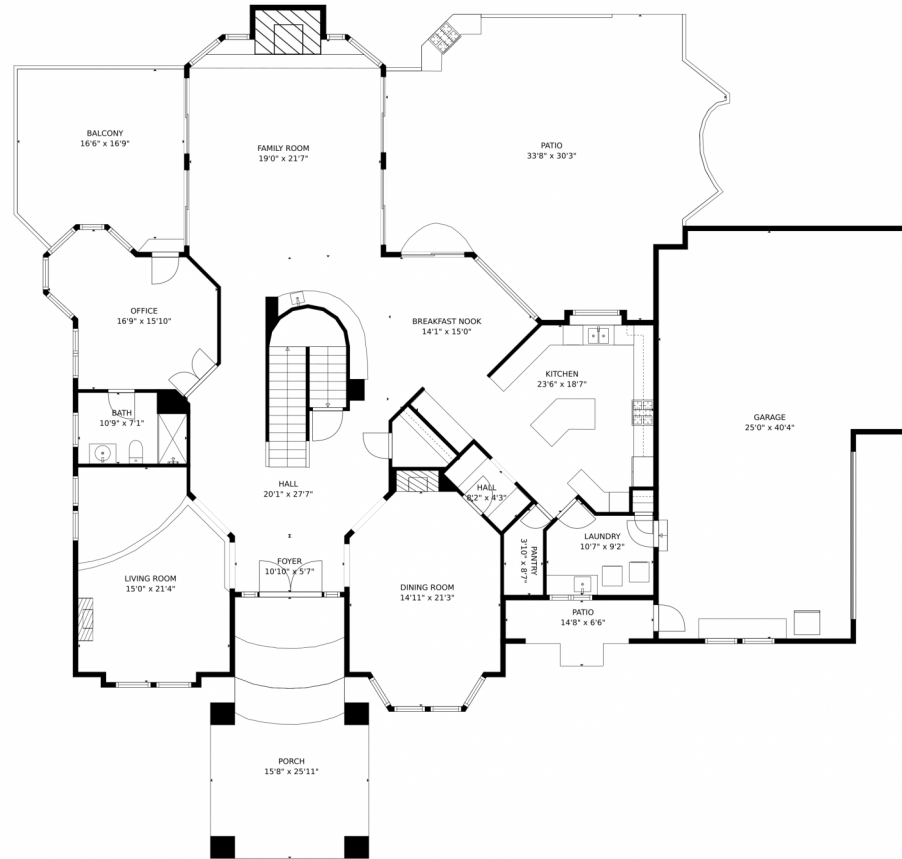 BALCONY
16'6" x 16'9"
FAMILY ROOM
19'0" x 21'7"
PATIO
33'8" x 30'3"
OFFICE
16'9" x 15'10"
BREAKFAST NOOK
14'1" x 15'0"
KITCHEN
23'6" x 18'7"
BATH
10'9" x 7'1"
GARAGE
25'0" x 40'4"
HALL
20'1" x 27'7"
HALL
8'2" x 4'3"
LAUNDRY
10'7" x 9'2"
PANTRY
3'10" x 8'7"
FOYER
10'10" x 5'7"
LIVING ROOM
15'0" x 21'4"
DINING ROOM
14'11" x 21'3"
PATIO
14'8" x 6'6"
PORCH
15'8" x 25'11"